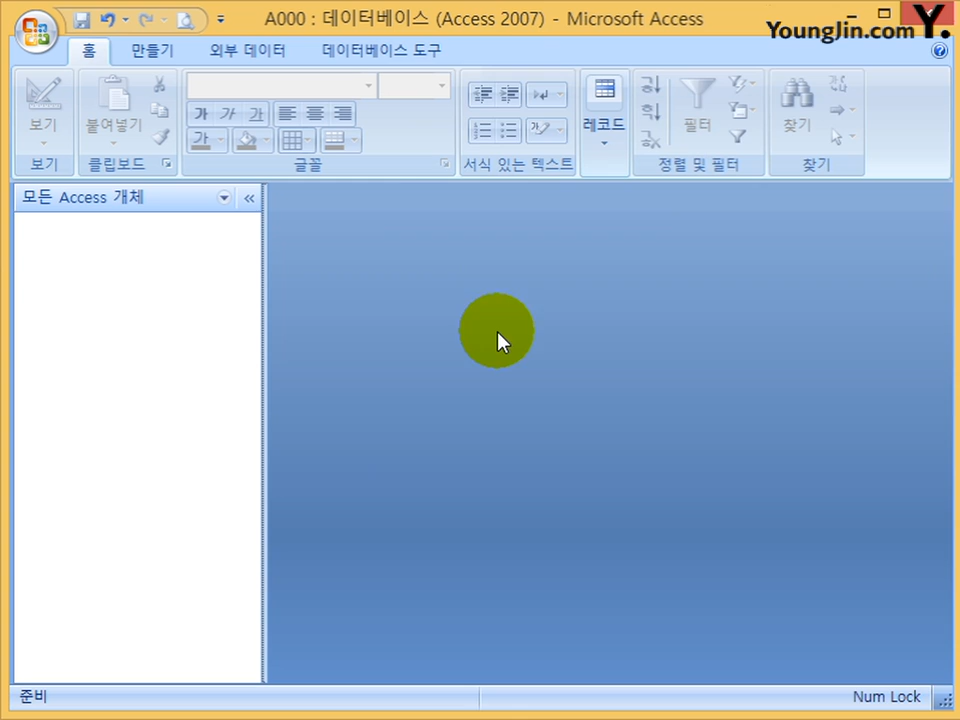 A000 : 데이터베이스 (Access 2007) - Microsoft Access
YoungJin.com Y.
홈 만들기 외부 데이터 데이터베이스 도구
보기 붙여넣기 레코드 필터 찾기
가 가 가
가
보기 클립보드 글꼴 서식 있는 텍스트 정렬 및 필터 찾기
모든 Access 개체
준비 Num Lock